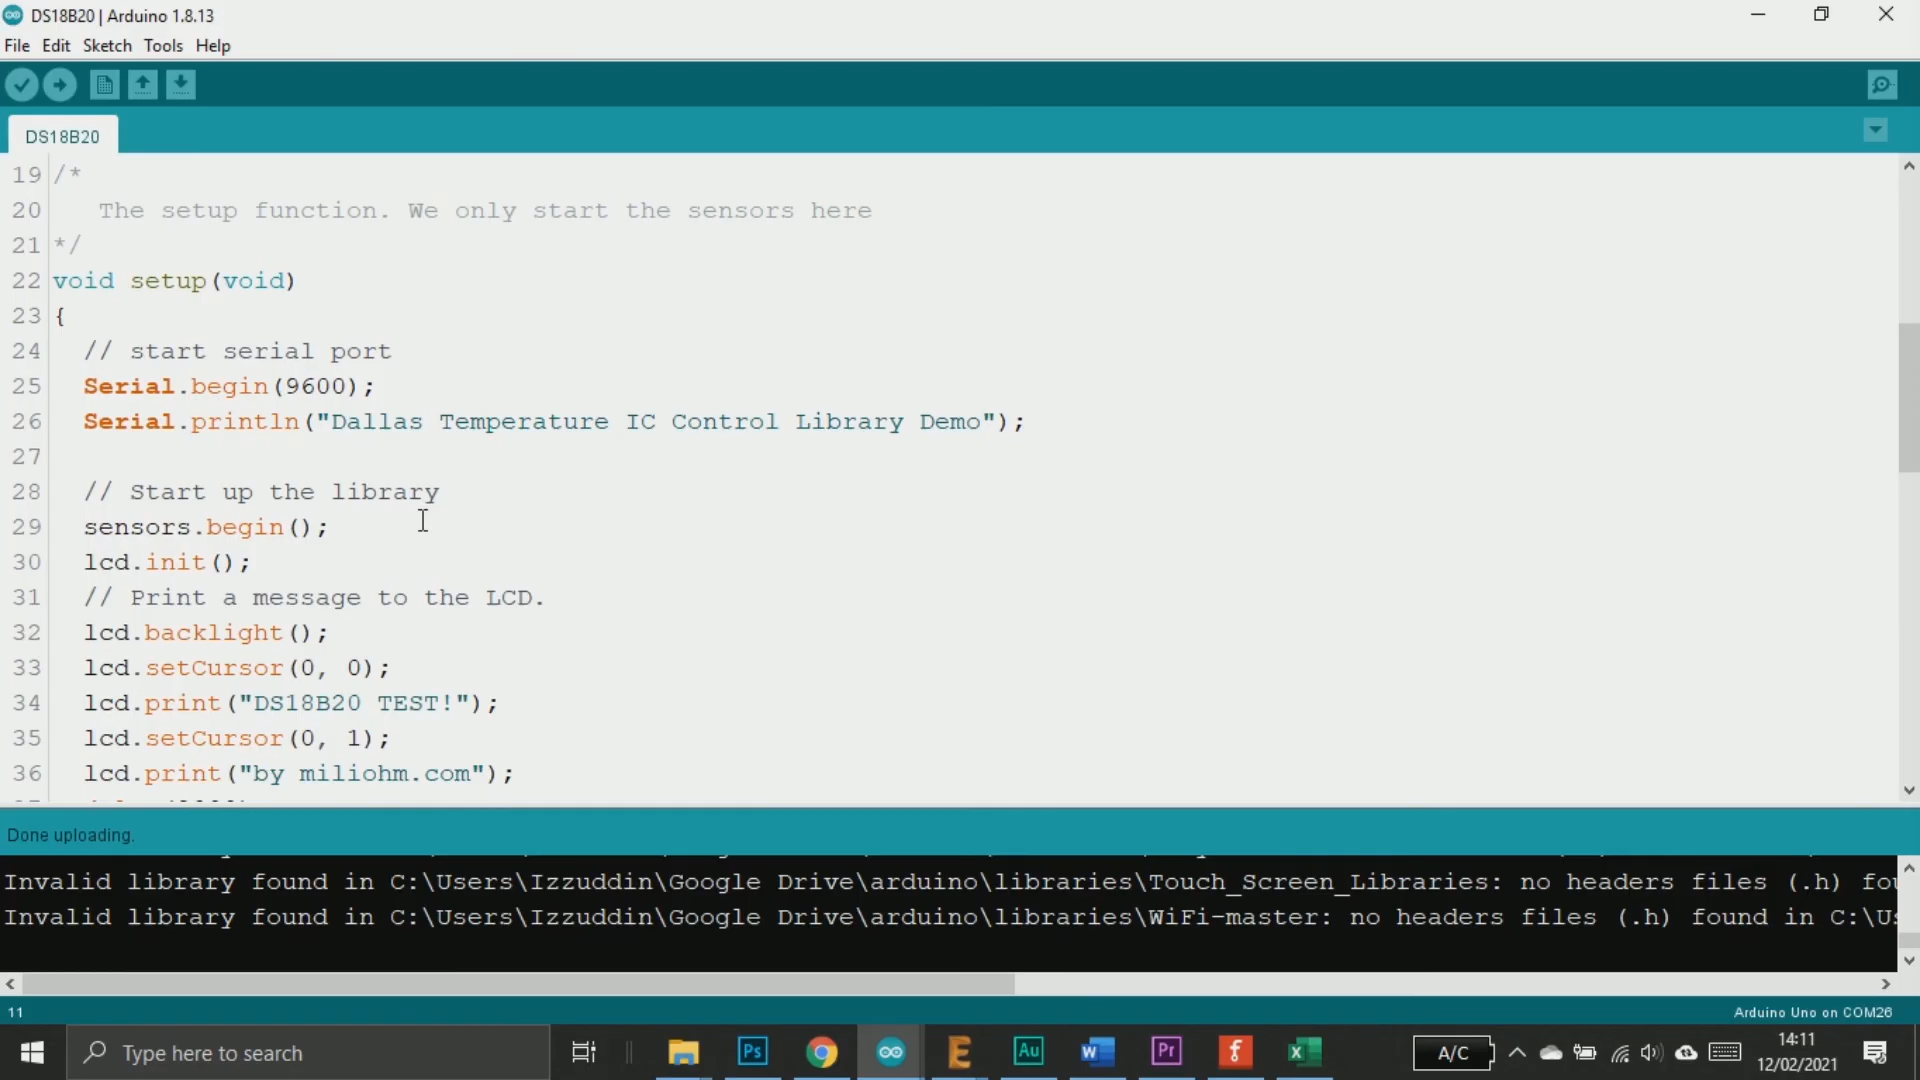 DS18B20 | Arduino 1.8.13
File Edit Sketch Tools Help
DS18B20
19 /*
20 The setup function. We only start the sensors here
21 */
22 void setup(void)
23 {
24 // start serial port
25 Serial.begin(9600);
26 Serial.println("Dallas Temperature IC Control Library Demo");
27
28 // Start up the library
29 sensors.begin();
30 lcd.init();
31 // Print a message to the LCD.
32 lcd.backlight();
33 lcd.setCursor(0, 0);
34 lcd.print("DS18B20 TEST!");
35 lcd.setCursor(0, 1);
36 lcd.print("by miliohm.com");
Done uploading.
Invalid library found in C:\Users\Izzuddin\Google Drive\arduino\libraries\Touch_Screen_Libraries: no headers files (.h) fou
Invalid library found in C:\Users\Izzuddin\Google Drive\arduino\libraries\WiFi-master: no headers files (.h) found in C:\Us
11
Arduino Uno on COM26
Type here to search
Ps
Au
Pr
A/C
14:11
12/02/2021